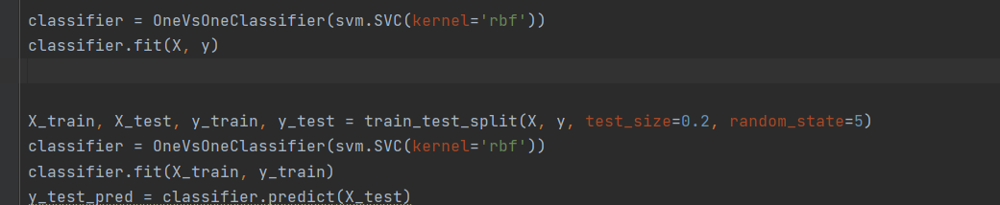 classifier = OneVsOneClassifier(svm.SVC(kernel='rbf'))
classifier.fit(X, y)
X_train, X_test, y_train, y_test = train_test_split(X, y, test_size=0.2, random_state=5)
classifier = OneVsOneClassifier(svm.SVC(kernel='rbf'))
classifier.fit(X_train, y_train)
y_test_pred = classifier.predict(X_test)